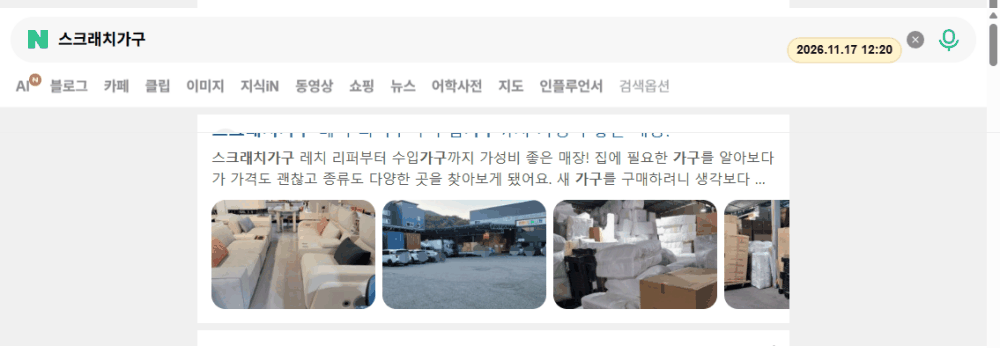 N 스크래치가구
2026.11.17 12:20
AI N 블로그 카페 클립 이미지 지식iN 동영상 쇼핑 뉴스 어학사전 지도 인플루언서 검색옵션
스크래치가구 레치 리퍼부터 수입가구까지 가성비 좋은 매장! 집에 필요한 가구를 알아보다
가 가격도 괜찮고 종류도 다양한 곳을 찾아보게 됐어요. 새 가구를 구매하려니 생각보다 ...